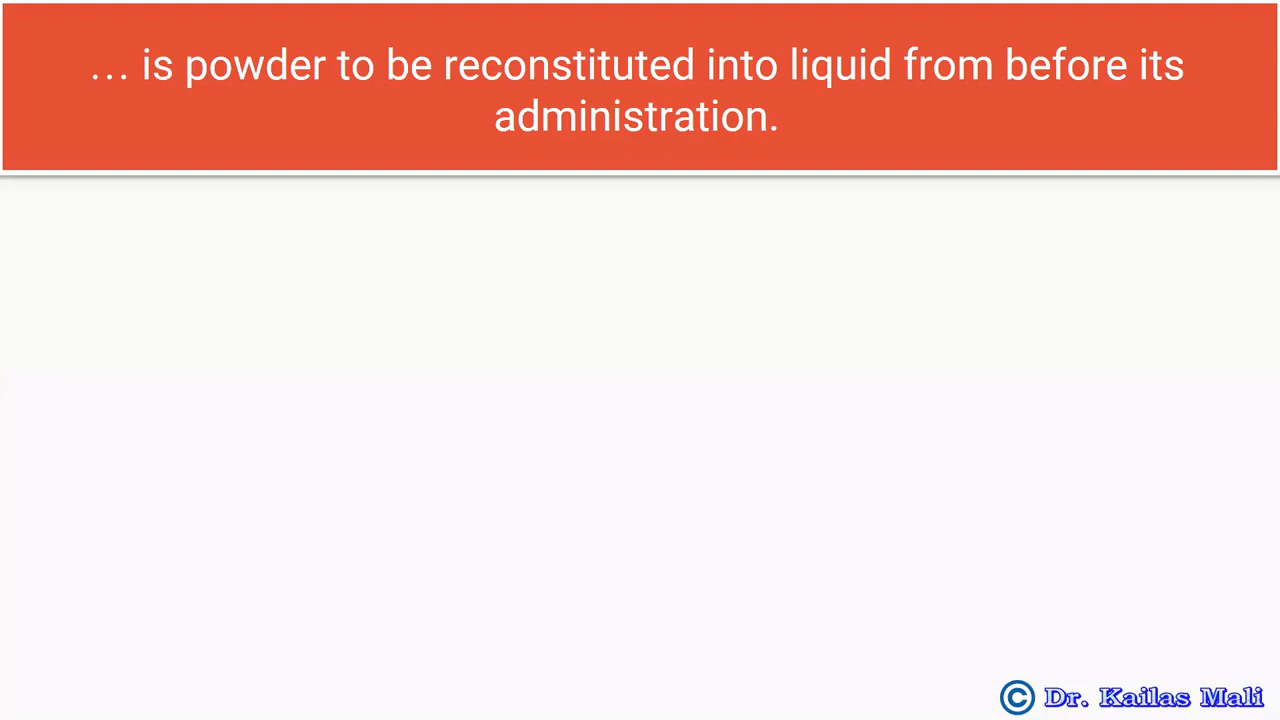 … is powder to be reconstituted into liquid from before its
administration.
© Dr. Kailas Mali